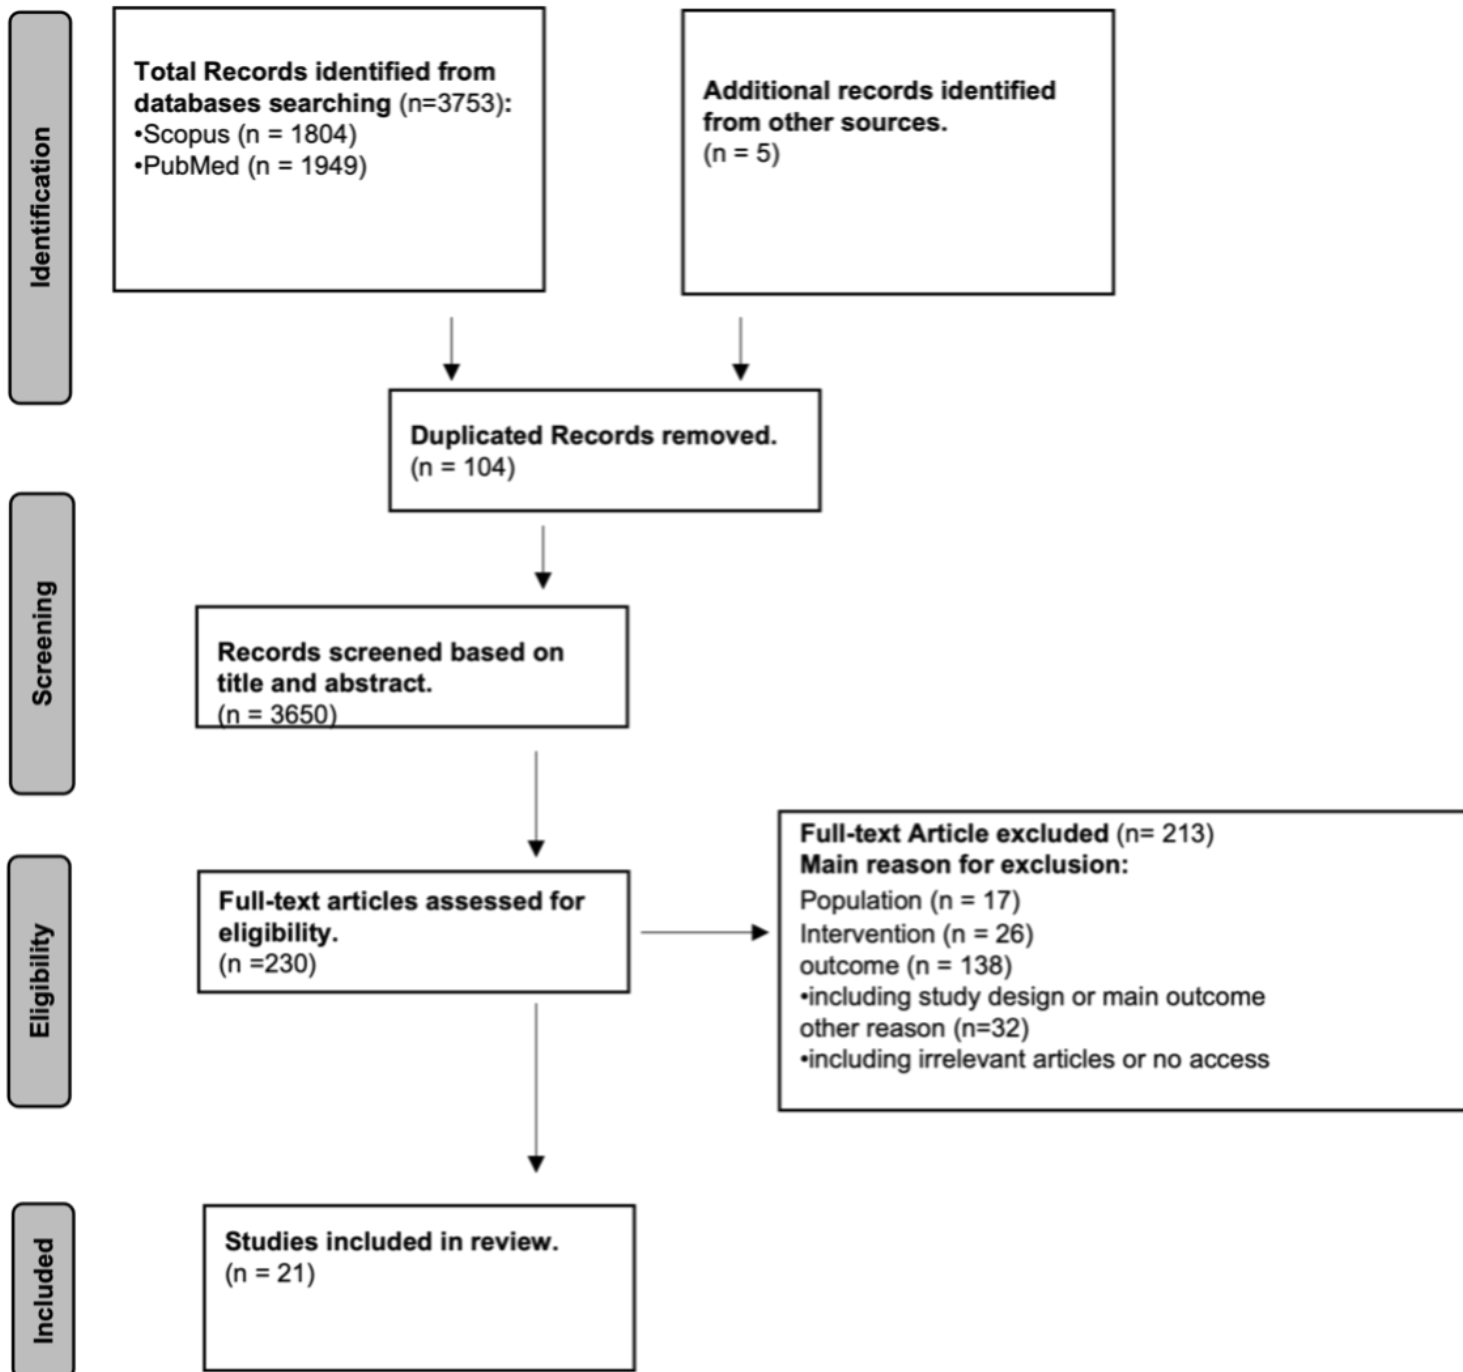 Identification
Total Records identified from
databases searching (n=3753):
•Scopus (n = 1804)
•PubMed (n = 1949)
Additional records identified
from other sources.
(n = 5)
Duplicated Records removed.
(n = 104)
Screening
Records screened based on
title and abstract.
(n = 3650)
Eligibility
Full-text articles assessed for
eligibility.
(n =230)
Full-text Article excluded (n= 213)
Main reason for exclusion:
Population (n = 17)
Intervention (n = 26)
outcome (n = 138)
•including study design or main outcome
other reason (n=32)
•including irrelevant articles or no access
Included
Studies included in review.
(n = 21)